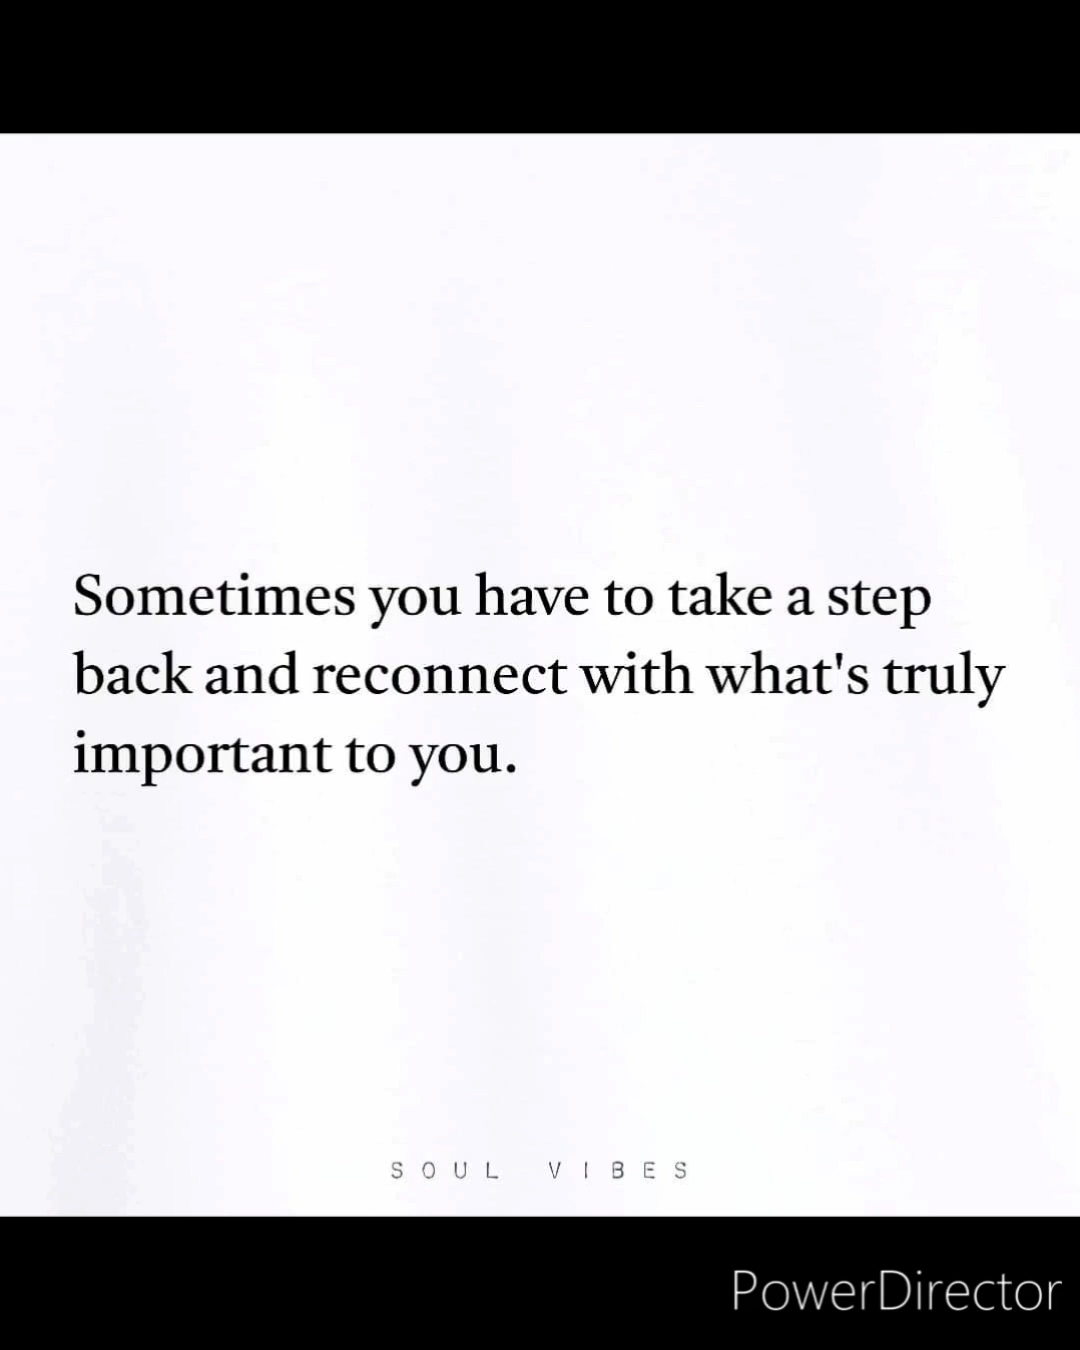 Sometimes you have to take a step
back and reconnect with what's truly
important to you.
SOUL VIBES
PowerDirector